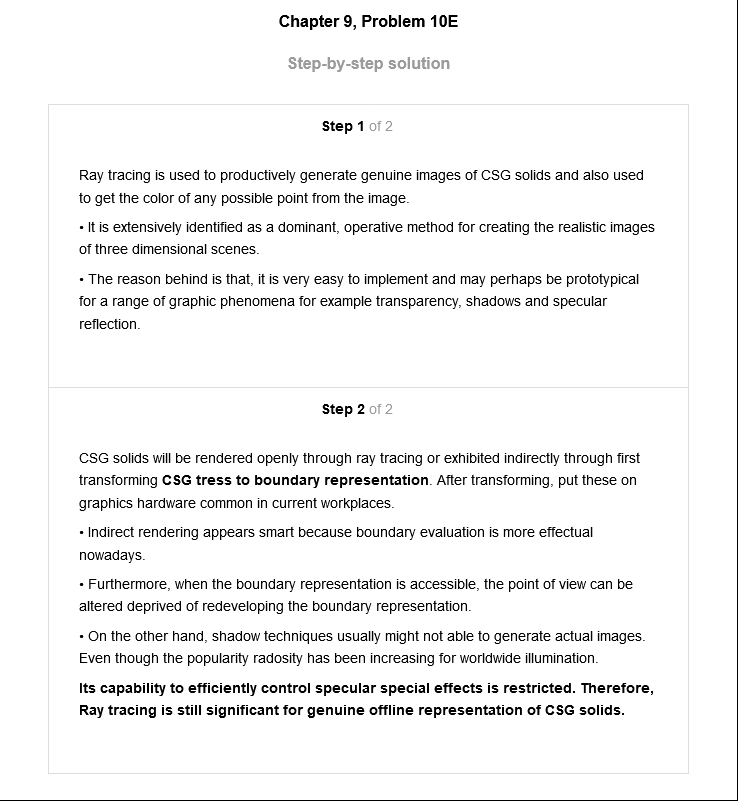 Chapter 9, Problem 10E
Step-by-step solution
Step 1 of 2
Ray tracing is used to productively generate genuine images of CSG solids and also used
to get the color of any possible point from the image.
• It is extensively identified as a dominant, operative method for creating the realistic images
of three dimensional scenes.
• The reason behind is that, it is very easy to implement and may perhaps be prototypical
for a range of graphic phenomena for example transparency, shadows and specular
reflection.
Step 2 of 2
CSG solids will be rendered openly through ray tracing or exhibited indirectly through first
transforming CSG tress to boundary representation. After transforming, put these on
graphics hardware common in current workplaces.
• Indirect rendering appears smart because boundary evaluation is more effectual
nowadays.
• Furthermore, when the boundary representation is accessible, the point of view can be
altered deprived of redeveloping the boundary representation.
• On the other hand, shadow techniques usually might not able to generate actual images.
Even though the popularity radosity has been increasing for worldwide illumination.
Its capability to efficiently control specular special effects is restricted. Therefore,
Ray tracing is still significant for genuine offline representation of CSG solids.